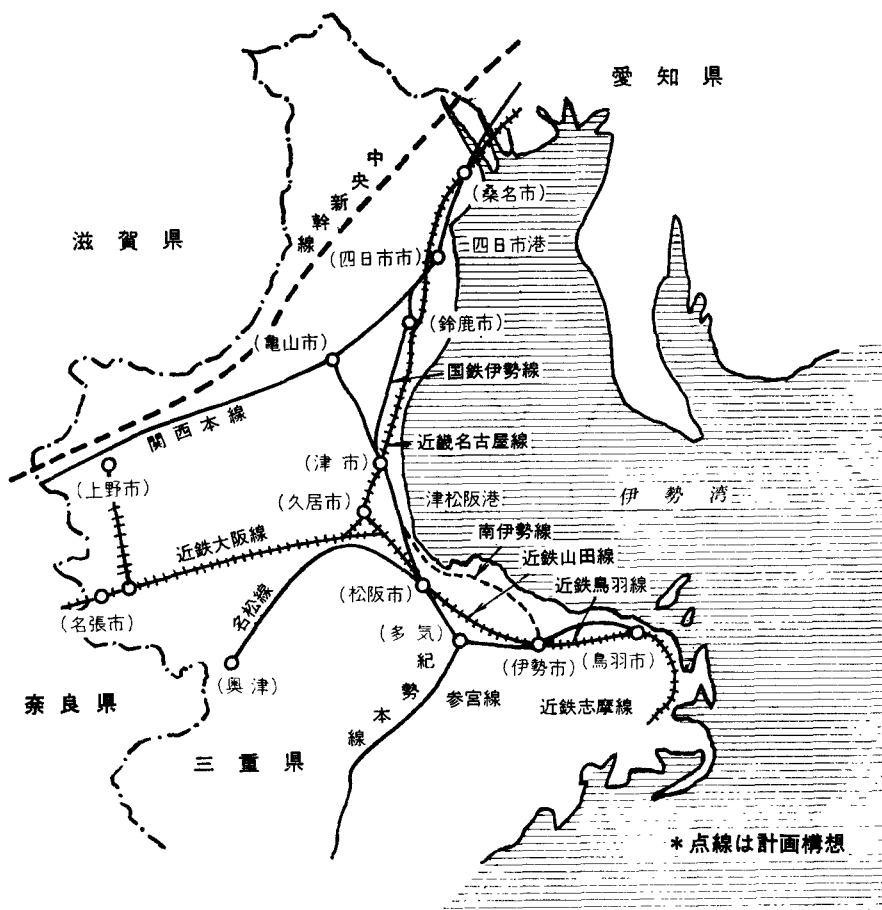 愛知県
中央新幹線
滋賀県
(桑名市)
(四日市市)
四日市港
(鈴鹿市)
(亀山市)
国鉄伊勢線
関西本線
近畿名古屋線
(津市)
(上野市)
(久居市)
津松阪港
伊勢湾
南伊勢線
近鉄大阪線
近鉄山田線
近鉄鳥羽線
(松阪市)
名松線
(名張市)
(多気)
(伊勢市)
(鳥羽市)
(奥津)
紀勢本線
参宮線
近鉄志摩線
奈良県
三重県
*点線は計画構想